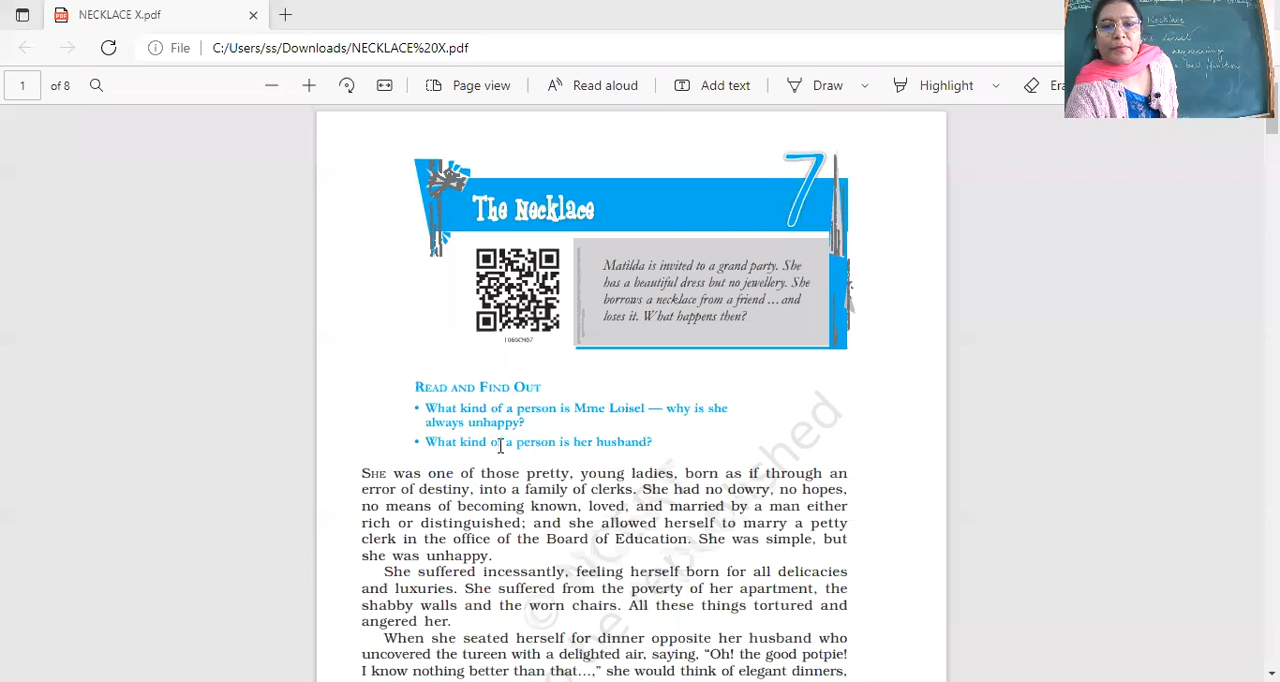 NECKLACE X.pdf
File
C:/Users/ss/Downloads/NECKLACE%20X.pdf
1 of 8
Page view
Read aloud
Add text
Draw
Highlight
Era
Necklace
7
The Necklace
Matilda is invited to a grand party. She
has a beautiful dress but no jewellery. She
borrows a necklace from a friend ...and
loses it. What happens then?
1060CH07
READ AND FIND OUT
• What kind of a person is Mme Loisel — why is she
always unhappy?
• What kind of a person is her husband?
SHE was one of those pretty, young ladies, born as if through an
error of destiny, into a family of clerks. She had no dowry, no hopes,
no means of becoming known, loved, and married by a man either
rich or distinguished; and she allowed herself to marry a petty
clerk in the office of the Board of Education. She was simple, but
she was unhappy.
She suffered incessantly, feeling herself born for all delicacies
and luxuries. She suffered from the poverty of her apartment, the
shabby walls and the worn chairs. All these things tortured and
angered her.
When she seated herself for dinner opposite her husband who
uncovered the tureen with a delighted air, saying, “Oh! the good potpie!
I know nothing better than that...,” she would think of elegant dinners,